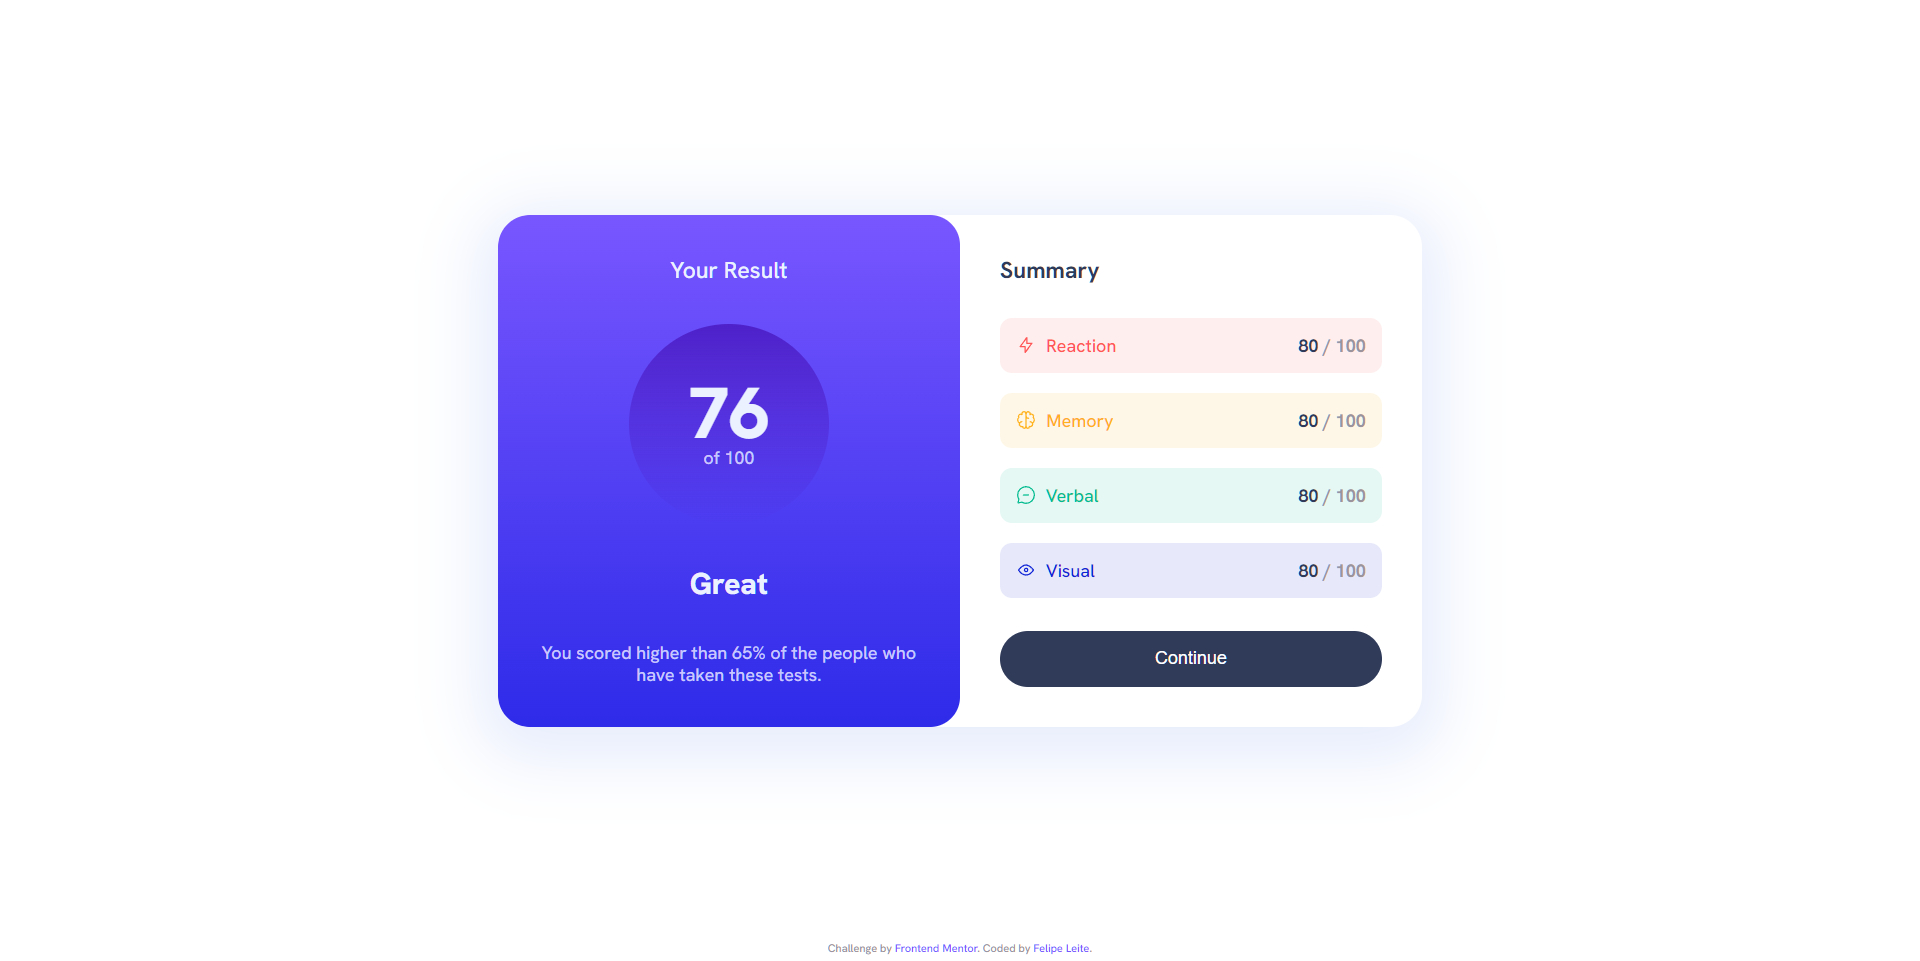 Your Result
76
of 100
Great
You scored higher than 65% of the people who
have taken these tests.
Summary
Reaction 80 / 100
Memory 80 / 100
Verbal 80 / 100
Visual 80 / 100
Continue
Challenge by Frontend Mentor. Coded by Felipe Leite.